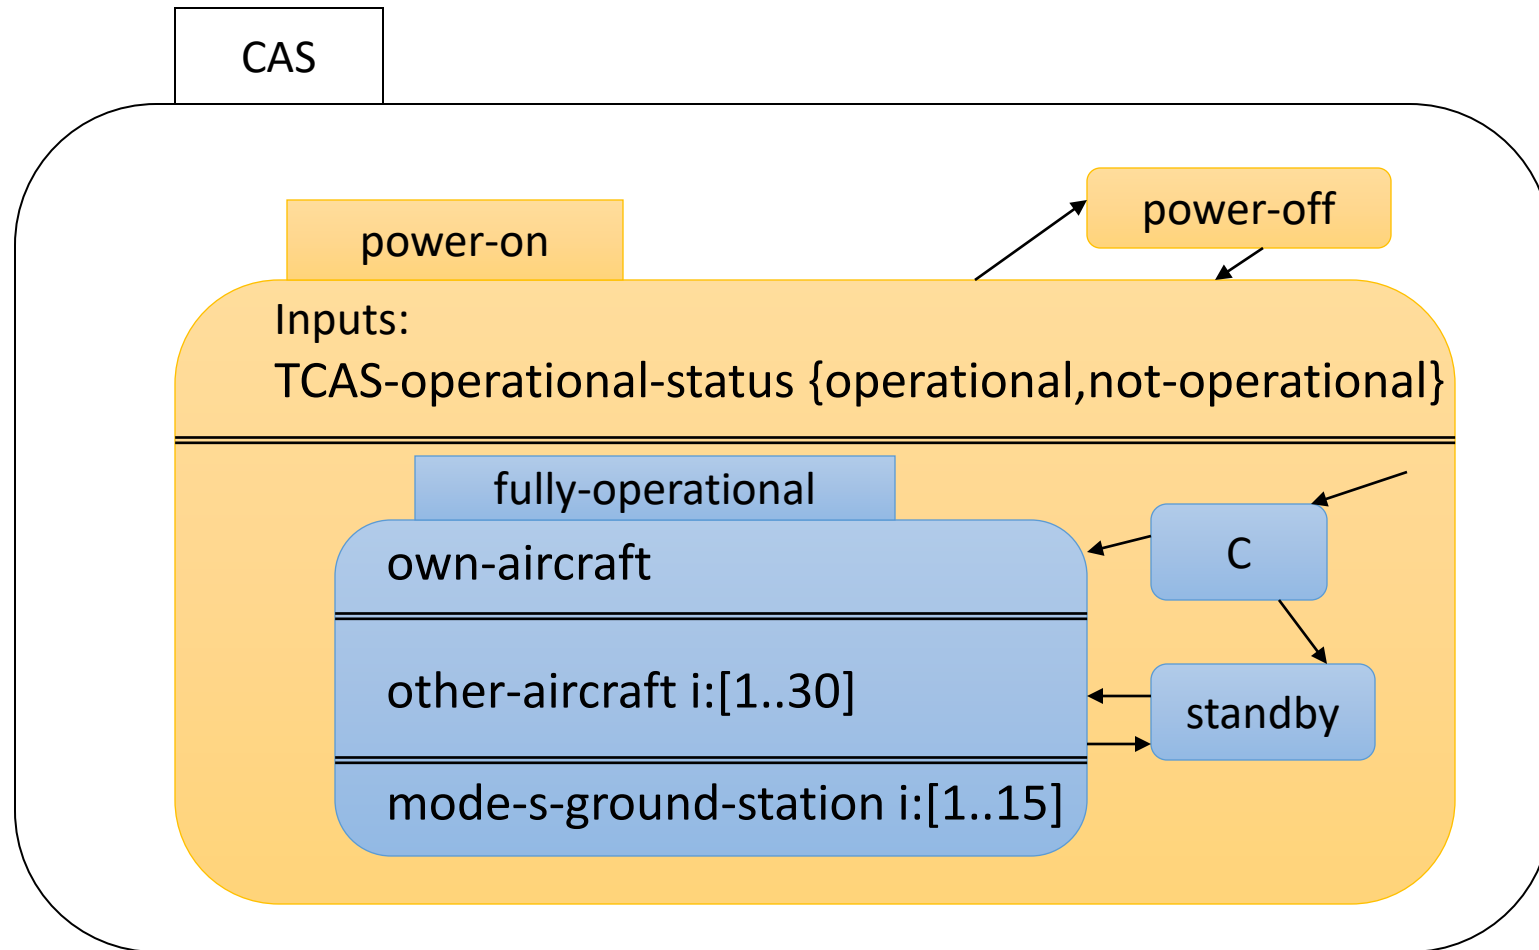 CAS
power-off
power-on
Inputs:
TCAS-operational-status {operational,not-operational}
fully-operational
own-aircraft
C
other-aircraft i:[1..30]
standby
mode-s-ground-station i:[1..15]